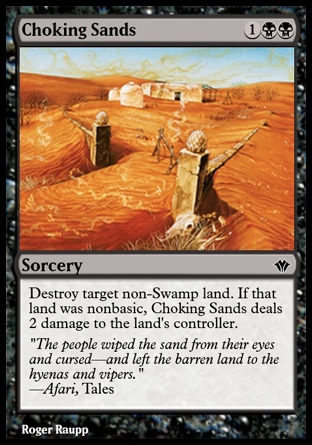 Choking Sands 1
Sorcery
Destroy target non-Swamp land. If that
land was nonbasic, Choking Sands deals
2 damage to the land's controller.
"The people wiped the sand from their eyes
and cursed—and left the barren land to the
hyenas and vipers."
—Afari, Tales
Roger Raupp